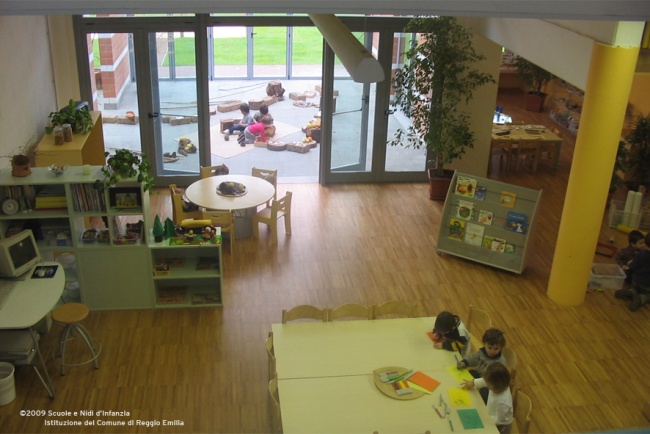 ©2009 Scuole e Nidi d'Infanzia
Istituzione del Comune di Reggio Emilia